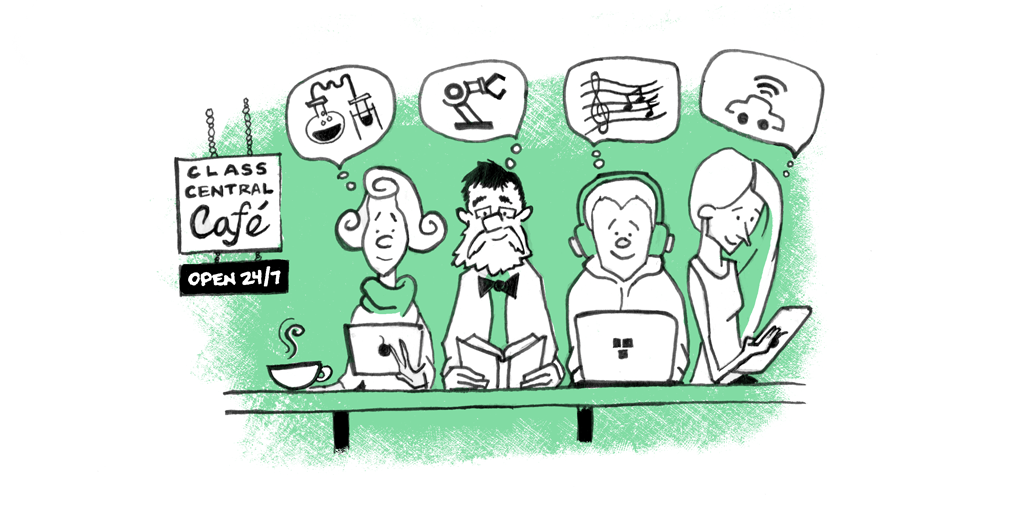 CLASS
CENTRAL
Café
OPEN 24/7